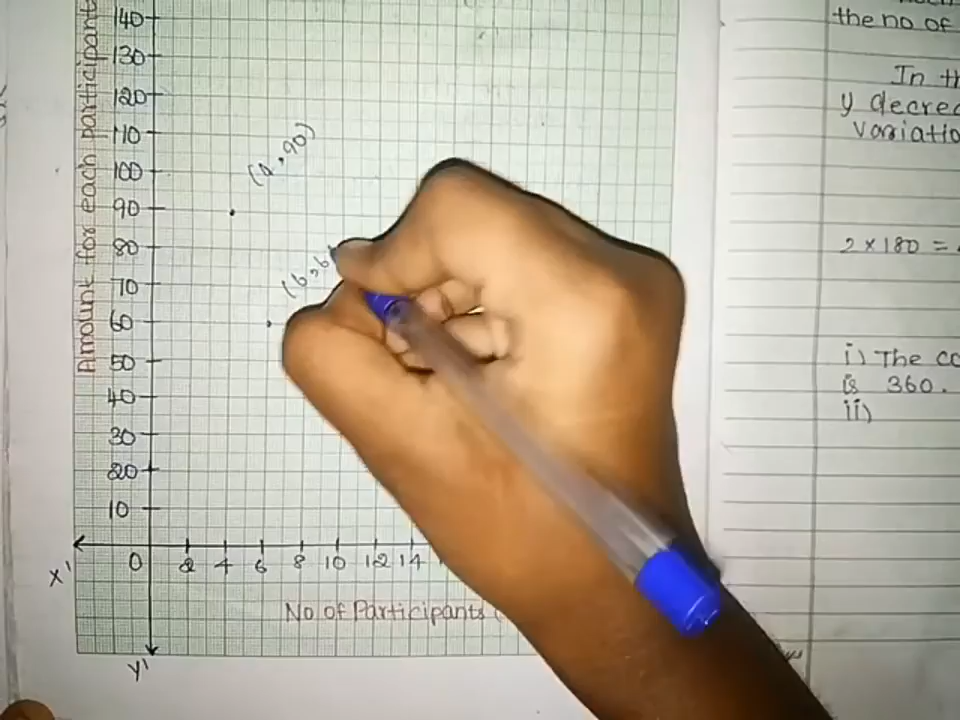 140
130
120
110
100
90
80
70
60
50
40
30
20
10
Amount for each participant
(4,90)
(6,6
0 2 4 6 8 10 12 14
X'
No of Participants
Y'
the no of
In th
y decrea
variatio
2 × 180 =
i) The co
is 360.
ii)